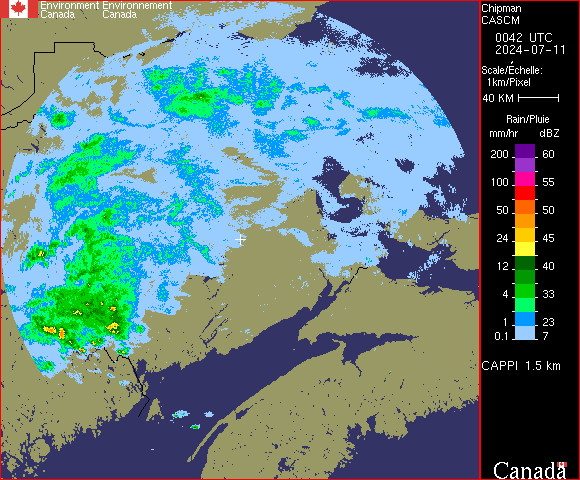 Environment Environnement
Canada Canada
Chipman
CASCM
0042 UTC
2024-07-11
Scale/Échelle:
1km/Pixel
40 KM
Rain/Pluie
mm/hr dBZ
200 60
100 55
50 50
24 45
12 40
4 33
1 23
0.1 7
CAPPI 1.5 km
Canada